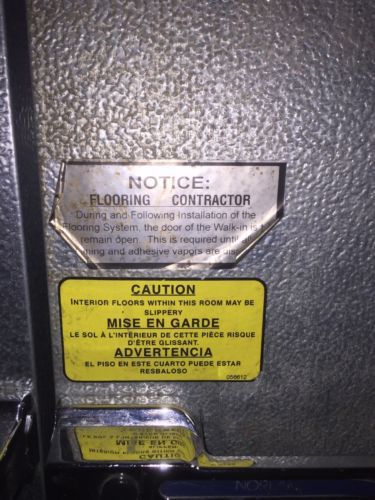 NOTICE:
FLOORING CONTRACTOR
During and Following Installation of the
Flooring System, the door of the Walk-in is
remain open. This is required until
and adhesive vapors are
CAUTION
INTERIOR FLOORS WITHIN THIS ROOM MAY BE
SLIPPERY
MISE EN GARDE
LE SOL À L'INTÉRIEUR DE CETTE PIÈCE RISQUE
D'ÊTRE GLISSANT.
ADVERTENCIA
EL PISO EN ESTE CUARTO PUEDE ESTAR
RESBALOSO
056612